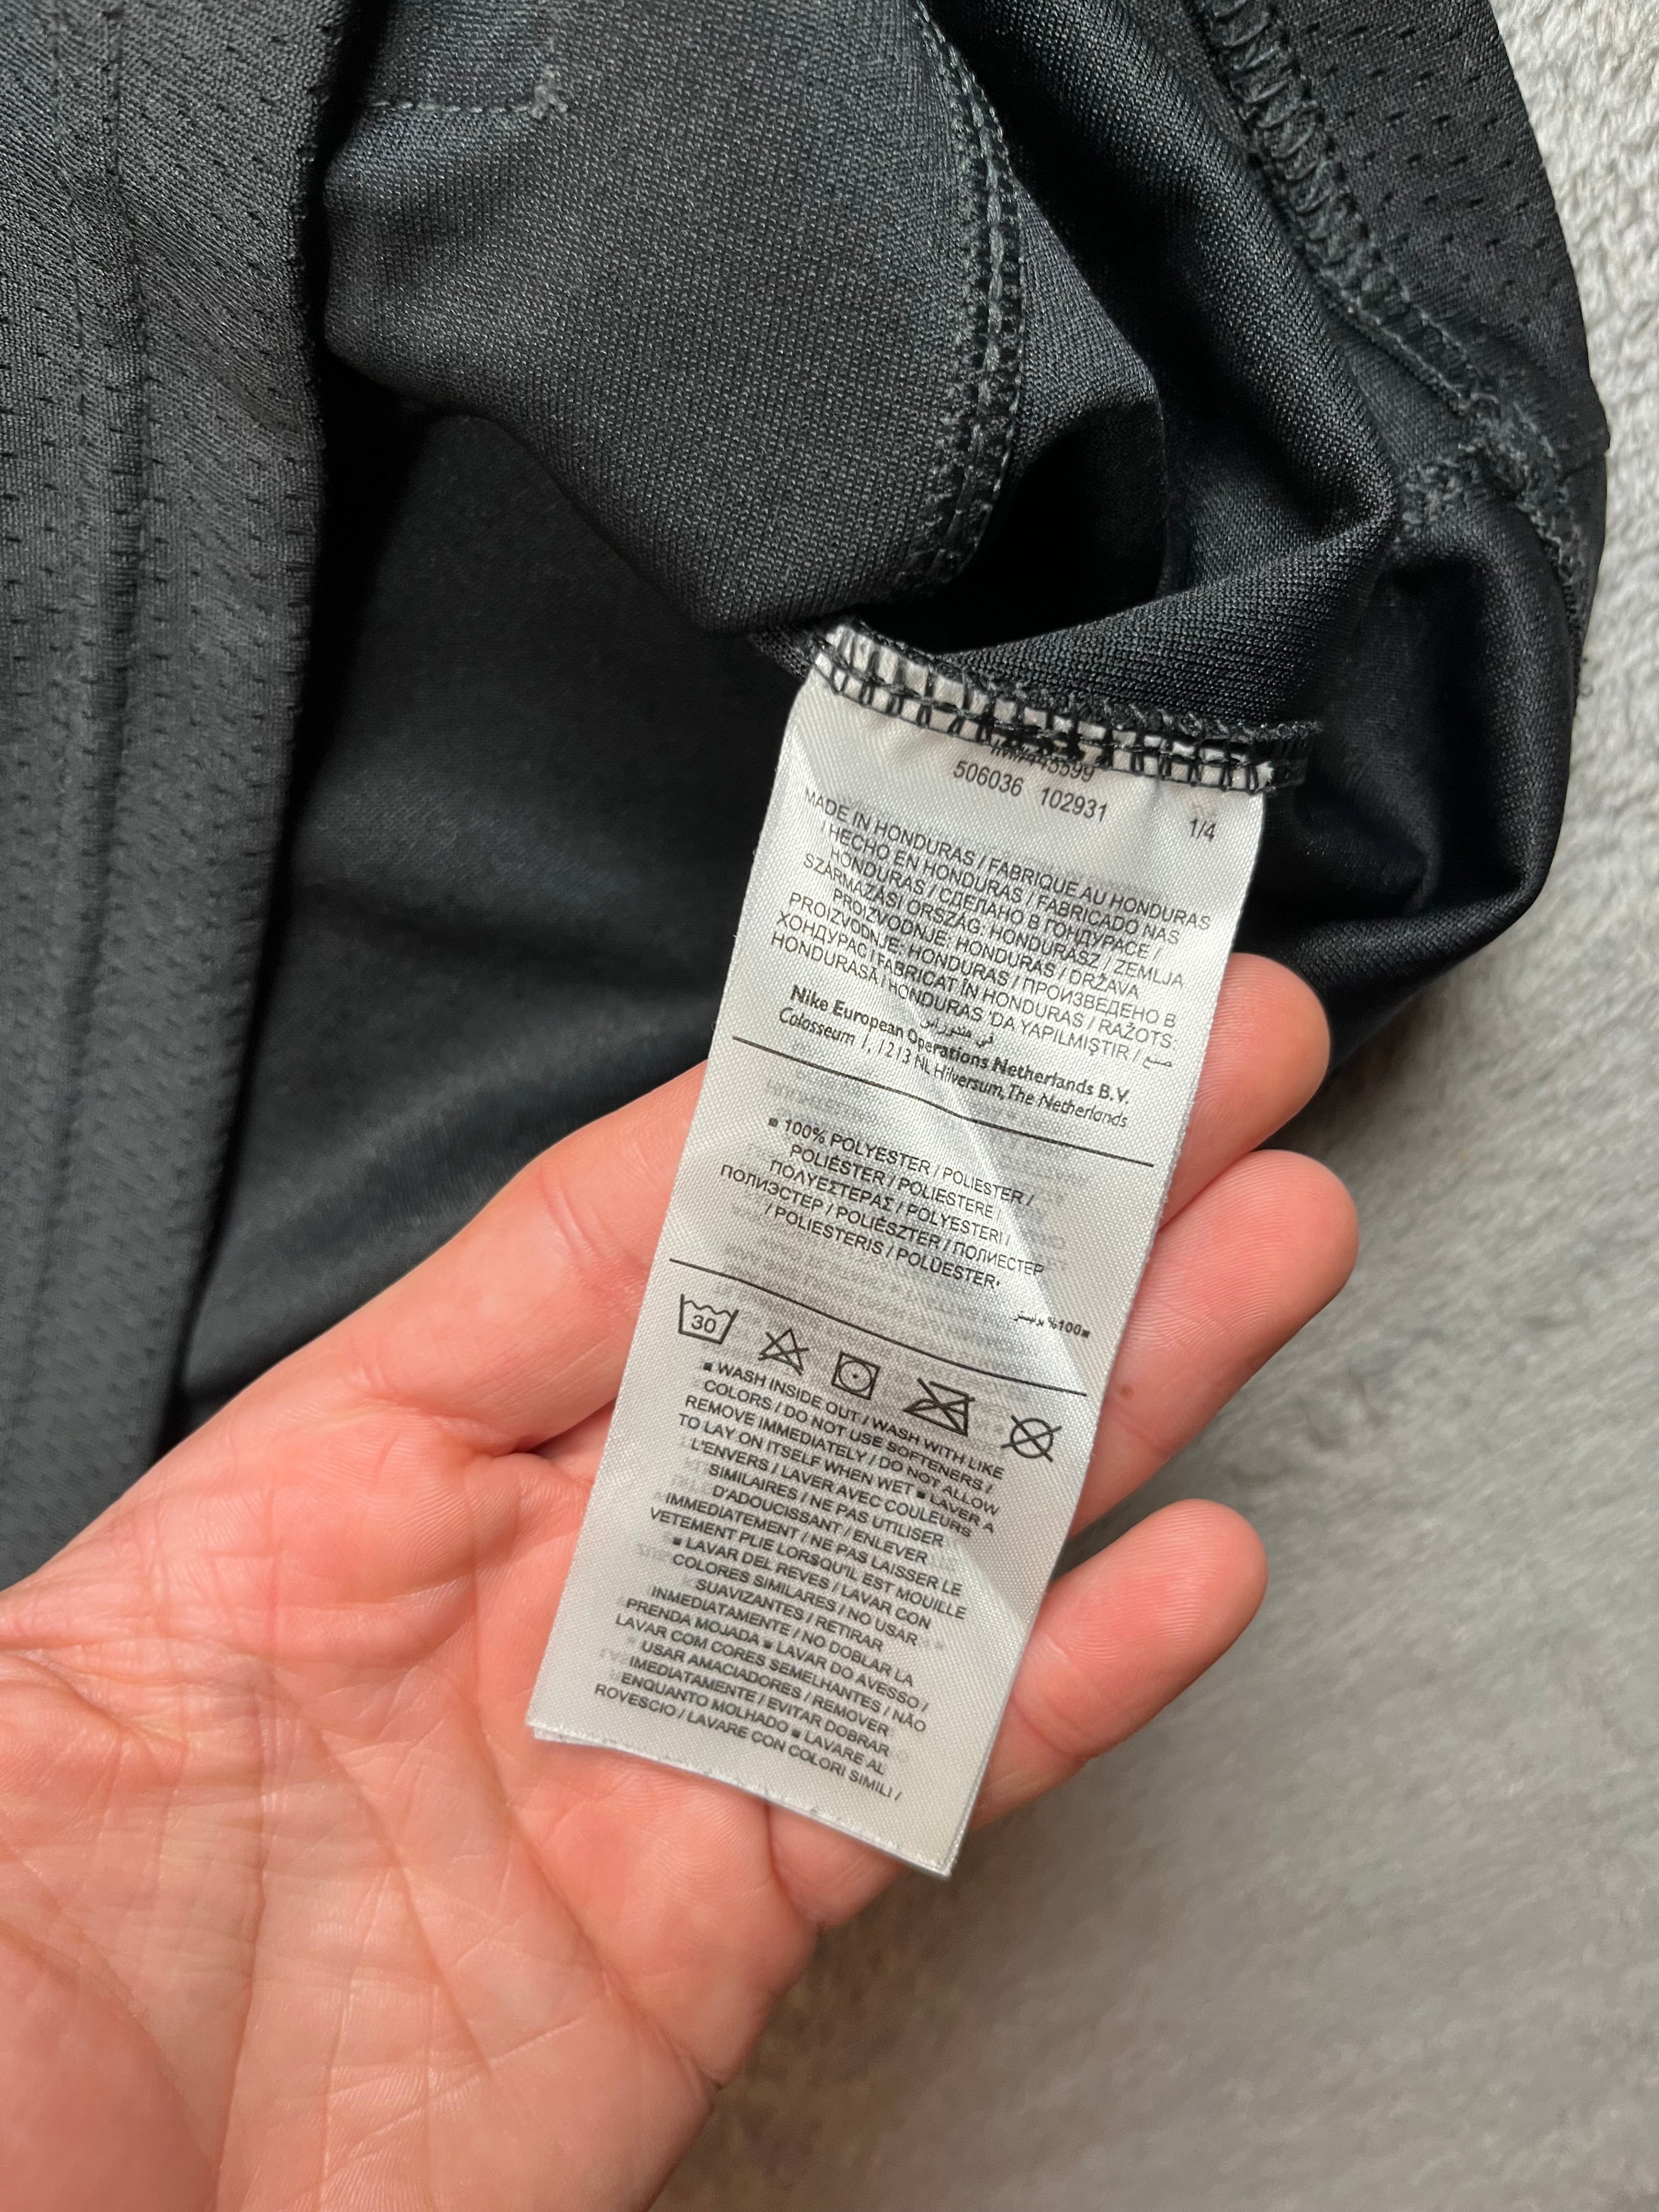 506036 102931
1/4
MADE IN HONDURAS / FABRIQUE AU HONDURAS
/ HECHO EN HONDURAS / FABRICADO NAS
HONDURAS / СДЕЛАНО В ГОНДУРАСЕ /
SZÁRMAZÁSI ORSZÁG: HONDURASZ / ZEMLJA
PROIZVODNJE: HONDURAS / DRŽAVA
PROIZVODNJE: HONDURAS / ПРОИЗВЕДЕНО В
ХОНДУРАС / FABRICAT ÎN HONDURAS / RAŽOTS:
HONDURASĀ / HONDURAS 'DA YAPILMIŞTIR / صنع
في هندوراس
Nike European Operations Netherlands B.V.
Colosseum 1, 1213 NL Hilversum, The Netherlands
■ 100% POLYESTER / POLIESTER /
POLIÉSTER / POLIESTERE
ΠΟΛΥΕΣΤΕΡΑΣ / POLYESTERI /
ПОЛИЭСТЕР / POLIÉSZTER / ПОЛИЕСТЕР
/ POLIESTERIS / POLÜESTER
■100% بوليستر
30
■ WASH INSIDE OUT / WASH WITH LIKE
COLORS / DO NOT USE SOFTENERS /
REMOVE IMMEDIATELY / DO NOT ALLOW
TO LAY ON ITSELF WHEN WET ■ LAVER A
L'ENVERS / LAVER AVEC COULEURS
SIMILAIRES / NE PAS UTILISER
D'ADOUCISSANT / ENLEVER
IMMEDIATEMENT / NE PAS LAISSER LE
VETEMENT PLIE LORSQU'IL EST MOUILLE
■ LAVAR DEL REVES / LAVAR CON
COLORES SIMILARES / NO USAR
SUAVIZANTES / RETIRAR
INMEDIATAMENTE / NO DOBLAR LA
PRENDA MOJADA ■ LAVAR DO AVESSO /
LAVAR COM CORES SEMELHANTES / NÃO
USAR AMACIADORES / REMOVER
IMEDIATAMENTE / EVITAR DOBRAR
ENQUANTO MOLHADO ■ LAVARE AL
ROVESCIO / LAVARE CON COLORI SIMILI /